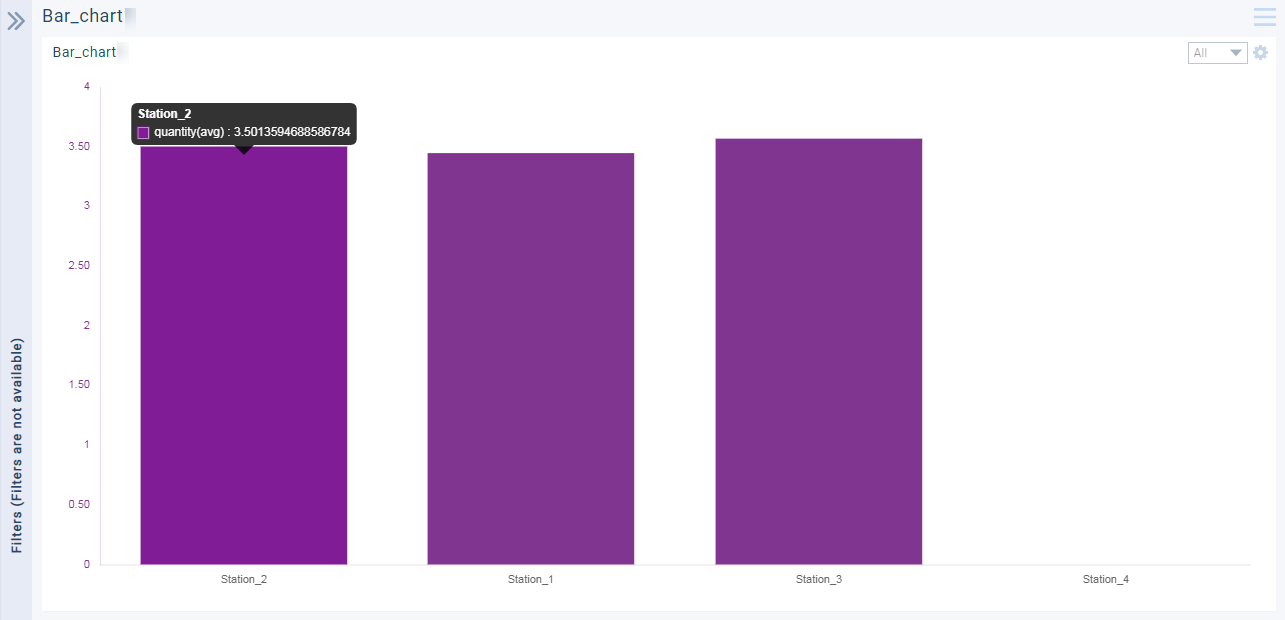 Bar_chart
Bar_chart
All
4
Station_2
quantity(avg) : 3.5013594688586784
3.50
3
2.50
2
1.50
1
0.50
0
Station_2 Station_1 Station_3 Station_4
Filters (Filters are not available)